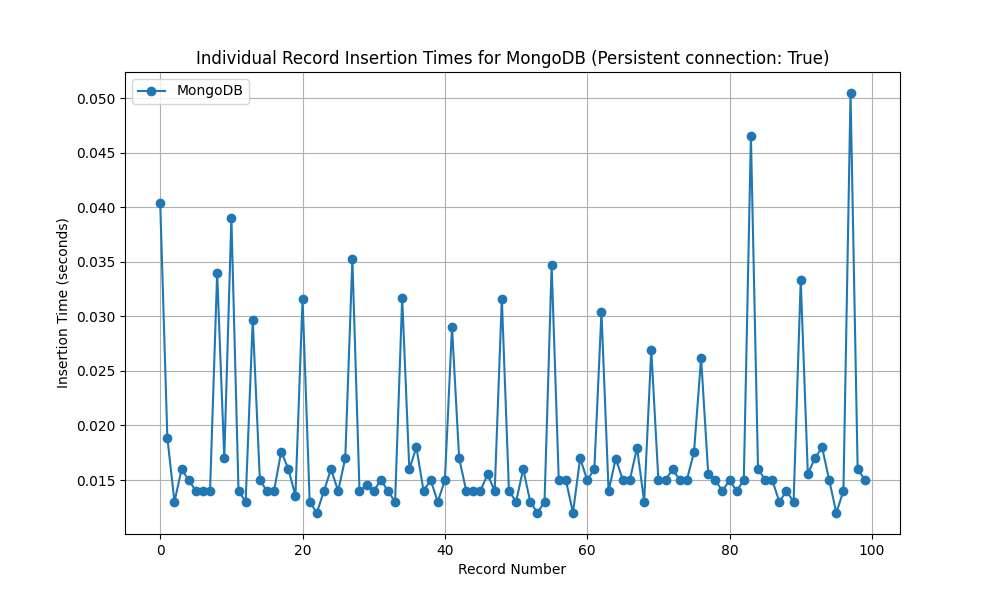 Individual Record Insertion Times for MongoDB (Persistent connection: True)
MongoDB
0.050
0.045
0.040
0.035
0.030
0.025
0.020
0.015
Insertion Time (seconds)
0 20 40 60 80 100
Record Number